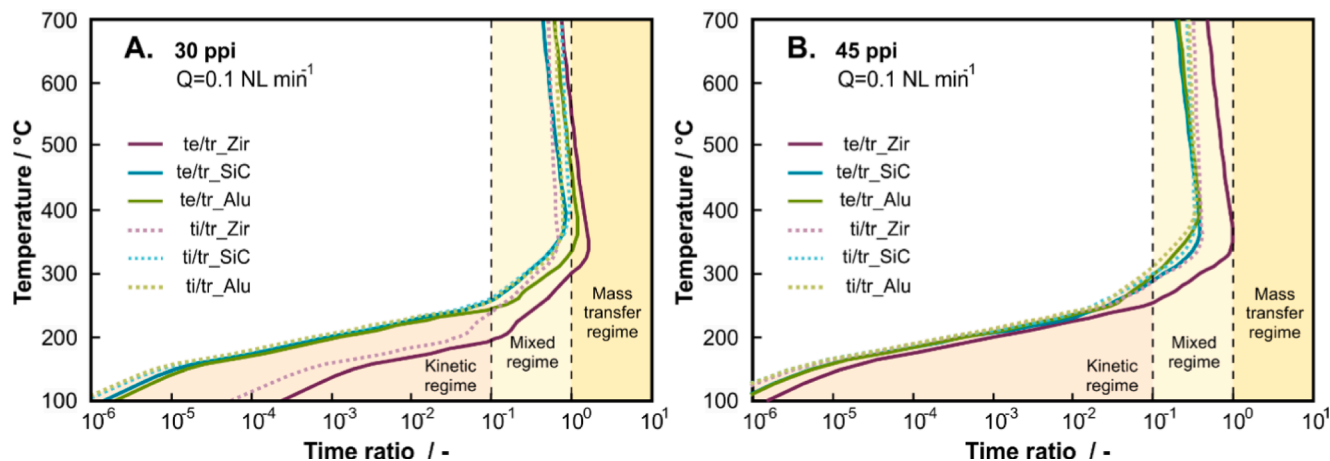 A. 30 ppi
Q=0.1 NL min⁻¹
te/tr_Zir
te/tr_SiC
te/tr_Alu
ti/tr_Zir
ti/tr_SiC
ti/tr_Alu
Kinetic
regime
Mixed
regime
Mass
transfer
regime
Temperature / °C
700
600
500
400
300
200
100
10⁻⁶ 10⁻⁵ 10⁻⁴ 10⁻³ 10⁻² 10⁻¹ 10⁰ 10¹
Time ratio / -
B. 45 ppi
Q=0.1 NL min⁻¹
te/tr_Zir
te/tr_SiC
te/tr_Alu
ti/tr_Zir
ti/tr_SiC
ti/tr_Alu
Kinetic
regime
Mixed
regime
Mass
transfer
regime
Temperature / °C
700
600
500
400
300
200
100
10⁻⁶ 10⁻⁵ 10⁻⁴ 10⁻³ 10⁻² 10⁻¹ 10⁰ 10¹
Time ratio / -